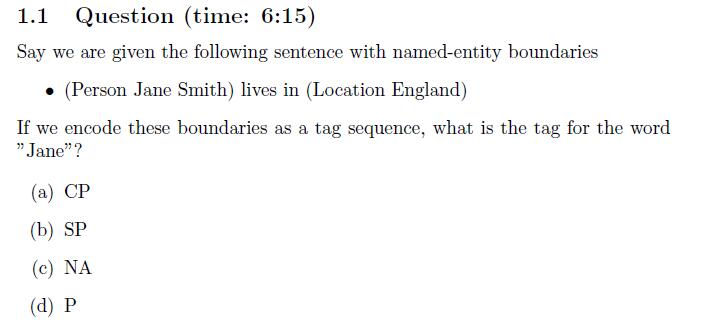 1.1 Question (time: 6:15)
Say we are given the following sentence with named-entity boundaries
• (Person Jane Smith) lives in (Location England)
If we encode these boundaries as a tag sequence, what is the tag for the word
"Jane"?
(a) CP
(b) SP
(c) NA
(d) P